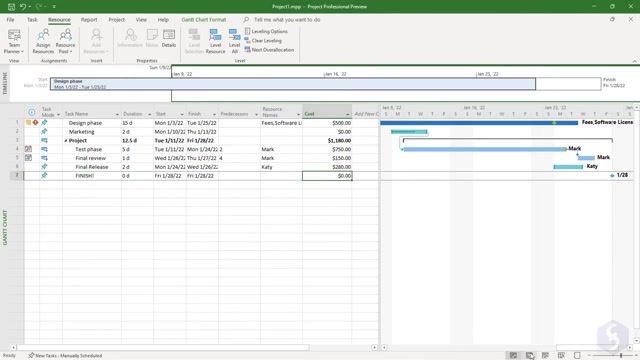 Project1.mpp - Project Professional Preview
File Task Resource Report Project View Help Gantt Chart Format Tell me what you want to do
Team Planner Assign Resources Resource Pool Add Resources Information Notes Details Level Selection Level Resource Level All Leveling Options Clear Leveling Next Overallocation
View Assignments Insert Properties Level
TIMELINE
Sun 1/9/22
Jan 9, '22 Jan 16, '22 Jan 23, '22
Start
Mon 1/3/22
Design phase
Mon 1/3/22 - Tue 1/25/22
Finish
Fri 1/28/22
Task Mode Task Name Duration Start Finish Predecessors Resource Names Cost Add New C
Jan 9, '22 Jan 16, '22 Jan 23, '22 Jan
1 Design phase 15 d Mon 1/3/22 Tue 1/25/22 Fees,Software Li $500.00 Fees,Software License
2 Marketing 2 d Mon 1/10/22 Thu 1/13/22 $0.00
3 Project 12.5 d Tue 1/11/22 Fri 1/28/22 $1,180.00
4 Test phase 5 d Tue 1/11/22 Mon 1/24/22 2 Mark $750.00 Mark
5 Final review 1 d Wed 1/26/22 Thu 1/27/22 4 Mark $150.00 Mark
6 Final Release 2 d Tue 1/25/22 Wed 1/26/22 Katy $280.00 Katy
7 FINISH! 0 d Fri 1/28/22 Fri 1/28/22 $0.00 1/28
GANTT CHART
Ready New Tasks : Manually Scheduled